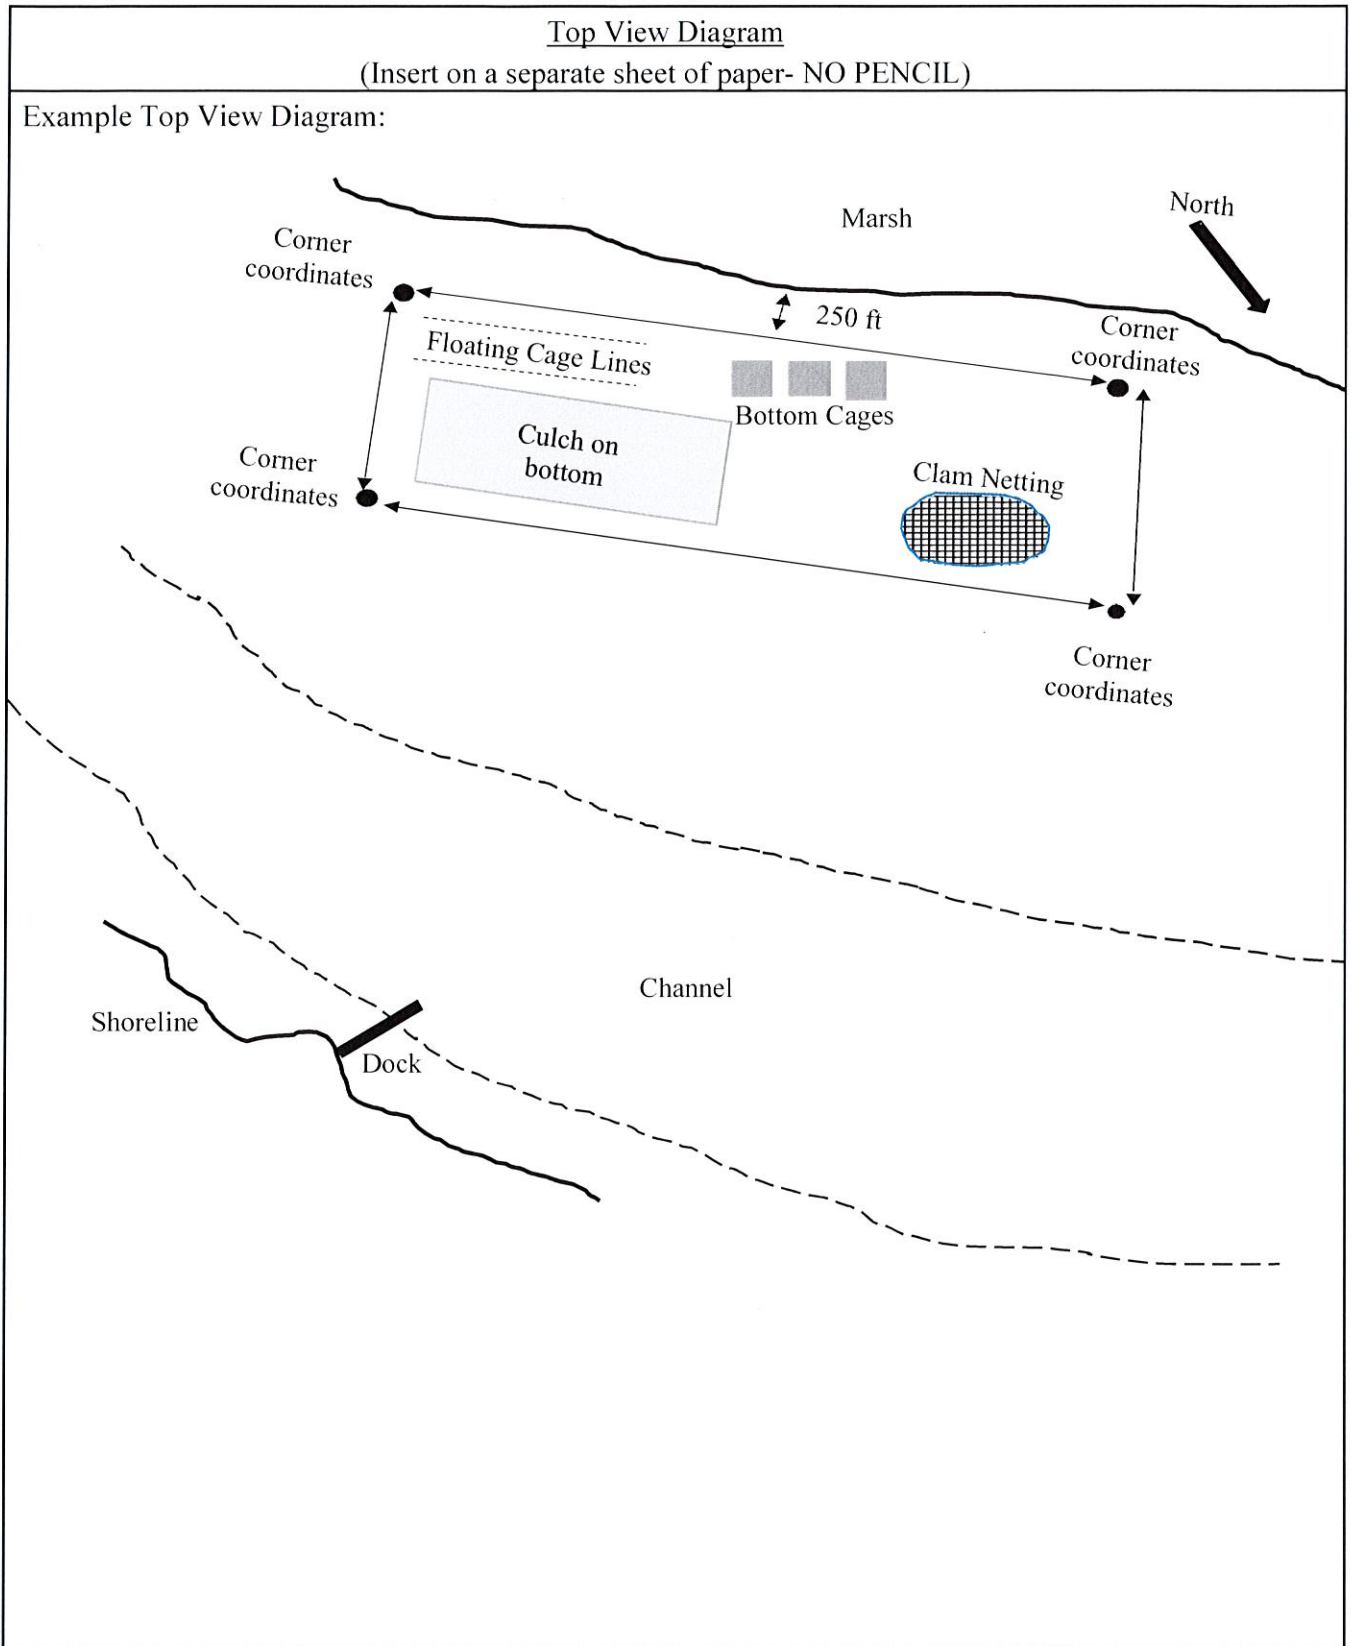 Top View Diagram
(Insert on a separate sheet of paper- NO PENCIL)
Example Top View Diagram:
North
Marsh
Corner
coordinates
250 ft
Corner
coordinates
Floating Cage Lines
Bottom Cages
Culch on
bottom
Corner
coordinates
Clam Netting
Corner
coordinates
Channel
Shoreline
Dock